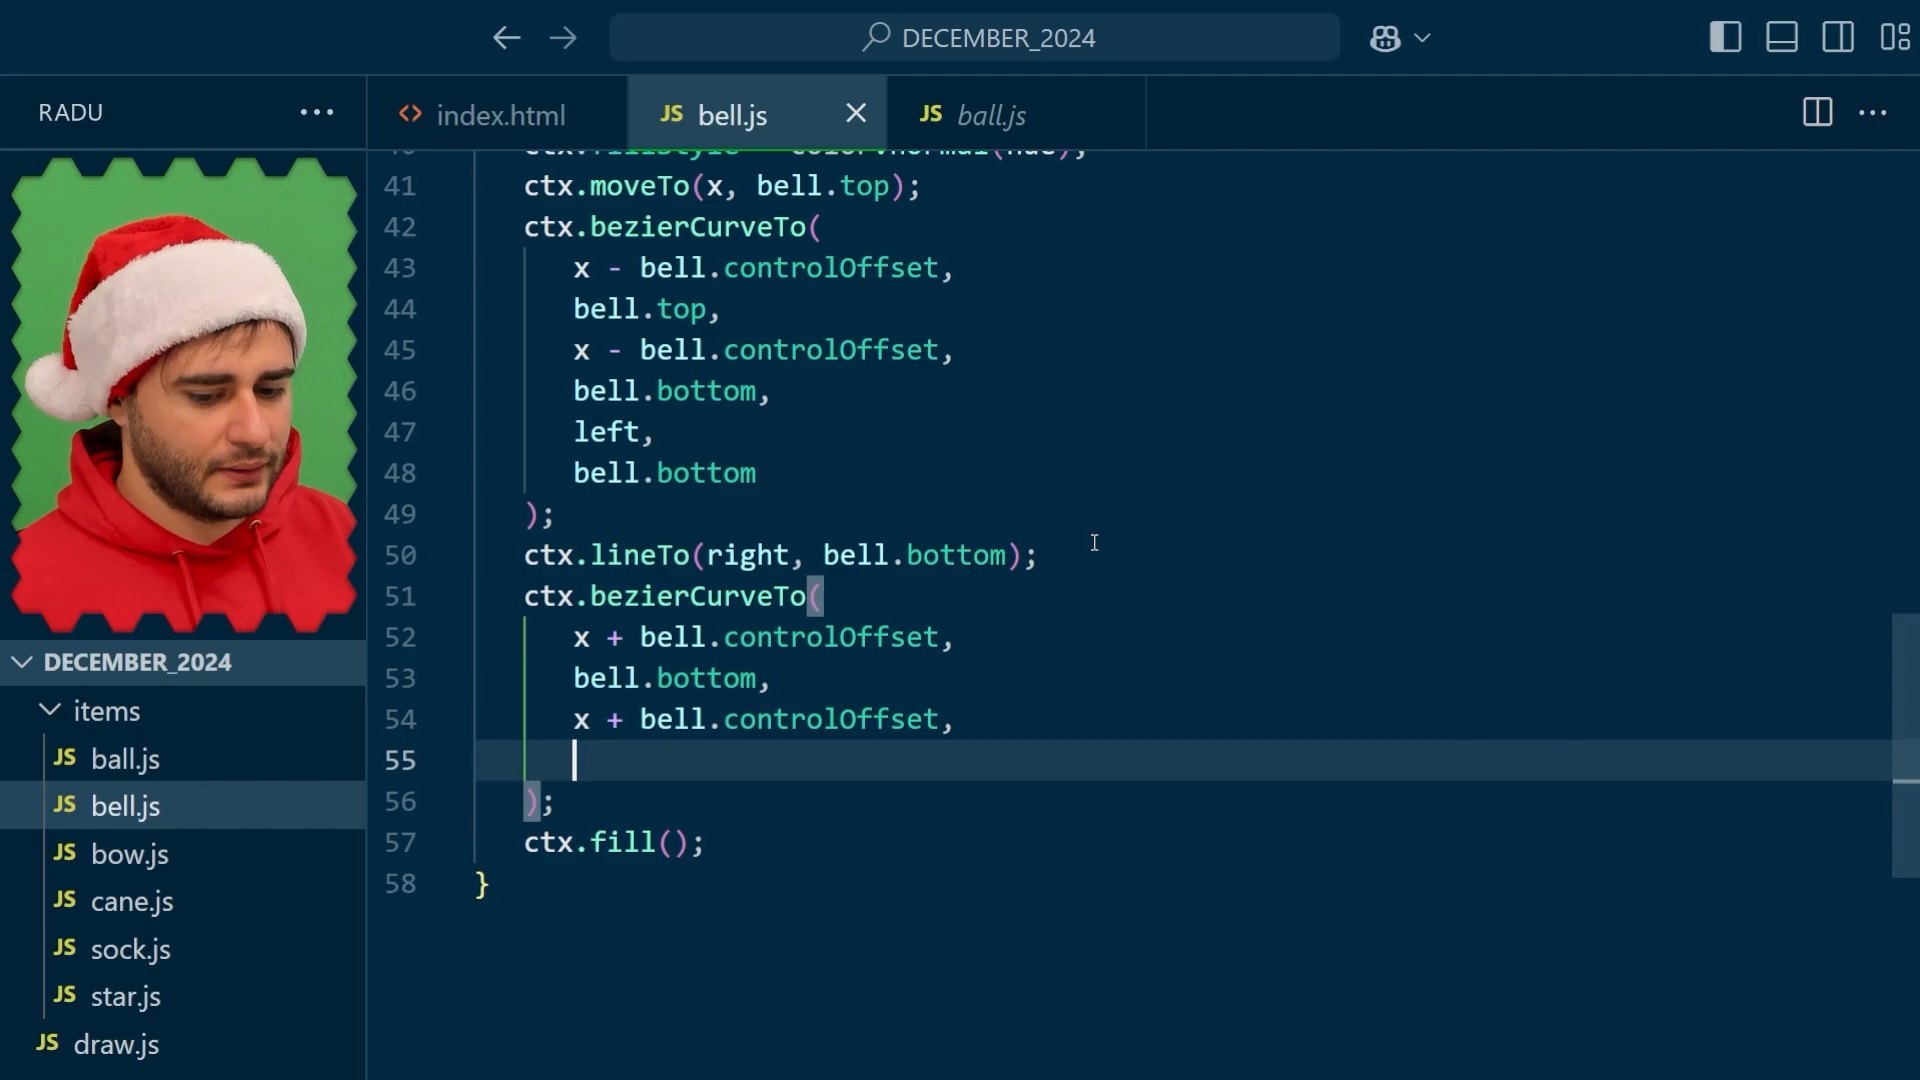 DECEMBER_2024
RADU
index.html
JS bell.js
JS ball.js
41 ctx.moveTo(x, bell.top);
42 ctx.bezierCurveTo(
43 x - bell.controlOffset,
44 bell.top,
45 x - bell.controlOffset,
46 bell.bottom,
47 left,
48 bell.bottom
49 );
50 ctx.lineTo(right, bell.bottom);
51 ctx.bezierCurveTo(
52 x + bell.controlOffset,
53 bell.bottom,
54 x + bell.controlOffset,
55
56 );
57 ctx.fill();
58 }
DECEMBER_2024
items
JS ball.js
JS bell.js
JS bow.js
JS cane.js
JS sock.js
JS star.js
JS draw.js